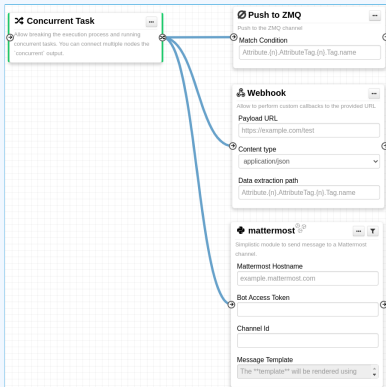 Concurrent Task
...
Allow breaking the execution process and running
concurrent tasks. You can connect multiple nodes the
`concurrent` output.
Push to ZMQ
...
Push to the ZMQ channel
Match Condition
Attribute.{n}.AttributeTag.{n}.Tag.name
Webhook
...
Allow to perform custom callbacks to the provided URL
Payload URL
https://example.com/test
Content type
application/json
Data extraction path
Attribute.{n}.AttributeTag.{n}.Tag.name
mattermost
...
Simplistic module to send message to a Mattermost
channel.
Mattermost Hostname
example.mattermost.com
Bot Access Token
Channel Id
Message Template
The **template** will be rendered using